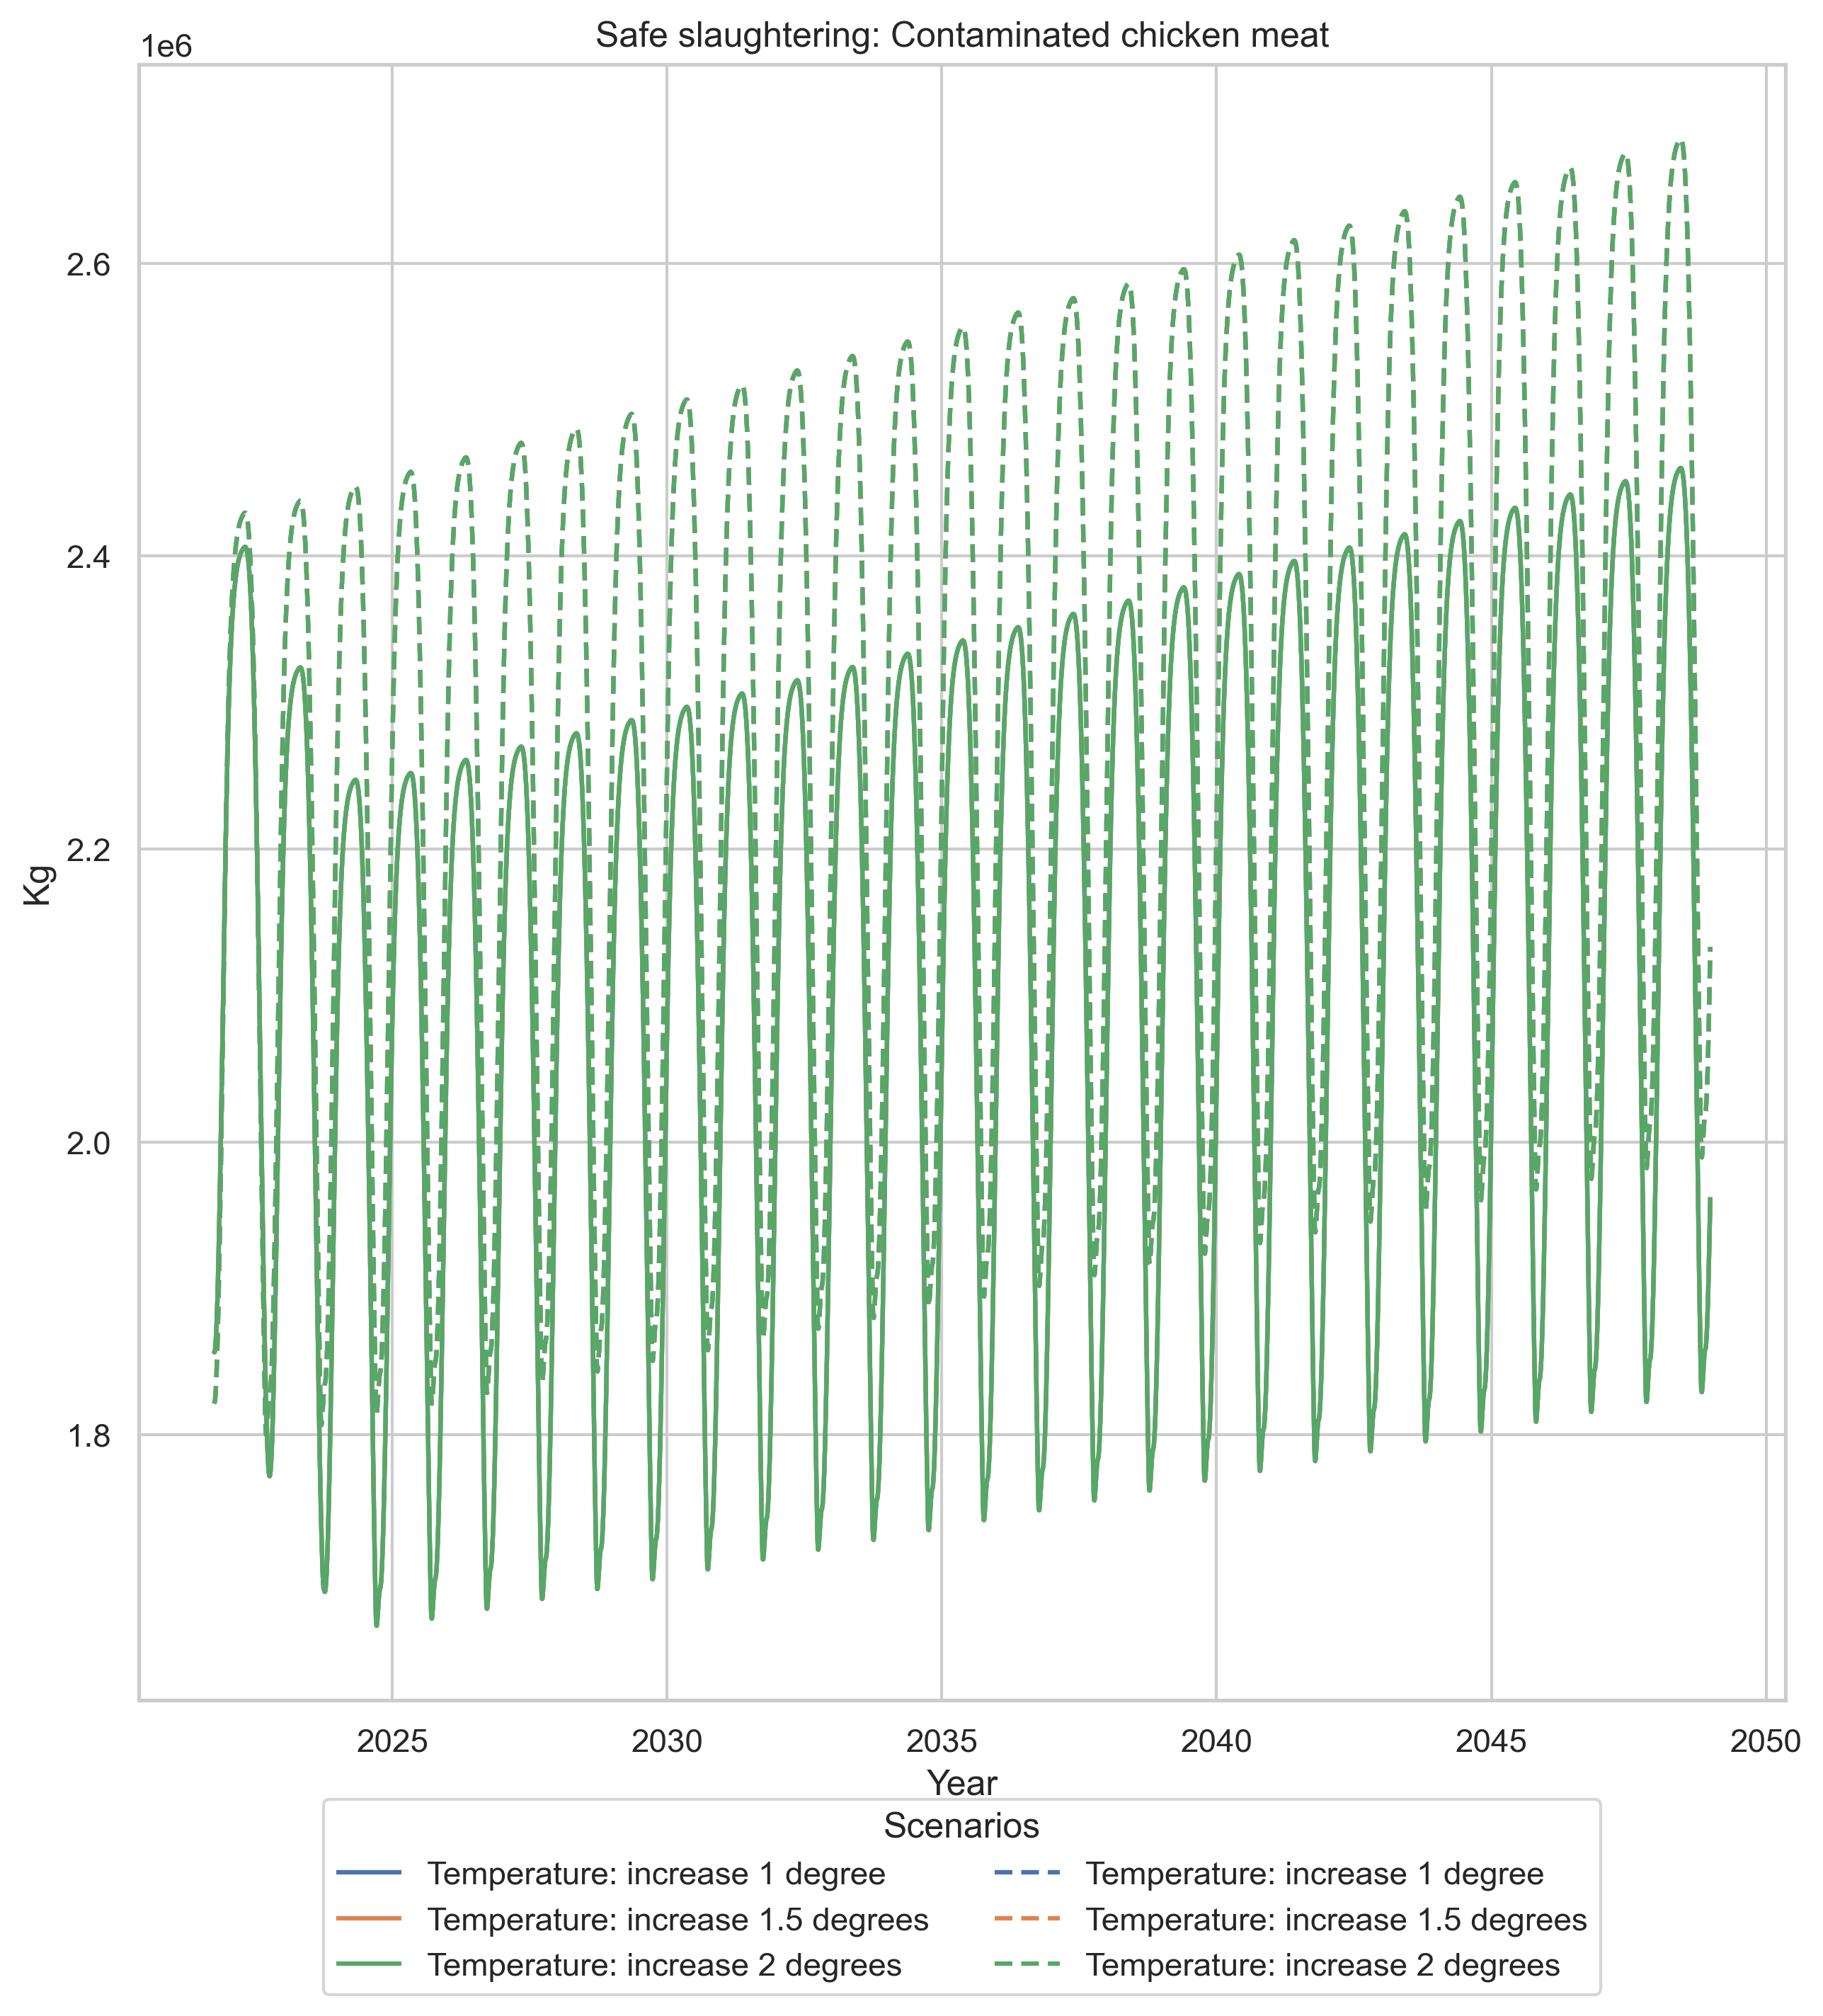 Safe slaughtering: Contaminated chicken meat
1e6
2.6
2.4
2.2
2.0
1.8
Kg
2025 2030 2035 2040 2045 2050
Year
Scenarios
Temperature: increase 1 degree Temperature: increase 1 degree
Temperature: increase 1.5 degrees Temperature: increase 1.5 degrees
Temperature: increase 2 degrees Temperature: increase 2 degrees